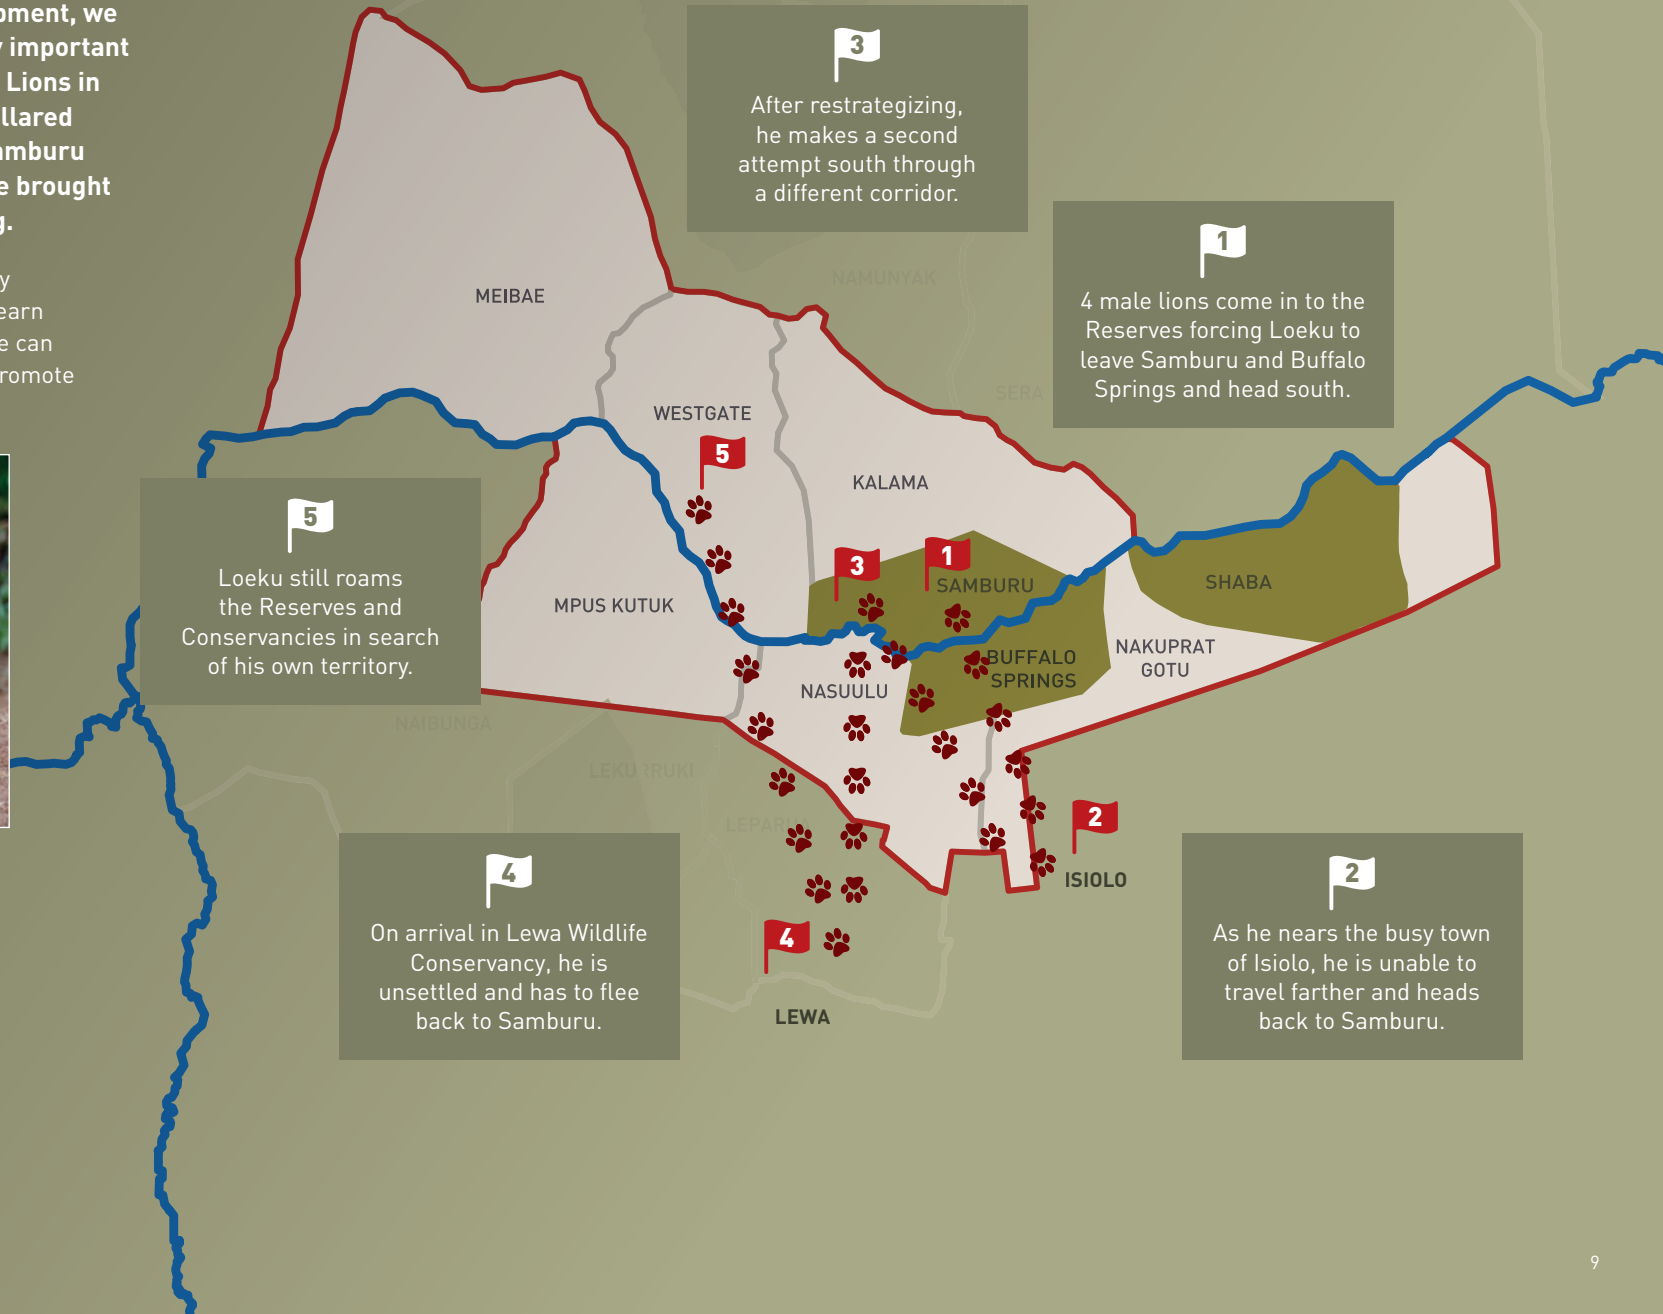 pment, we
y important
Lions in
llared
amburu
e brought
g.
y
earn
e can
romote
3
After restrategizing,
he makes a second
attempt south through
a different corridor.
1
4 male lions come in to the
Reserves forcing Loeku to
leave Samburu and Buffalo
Springs and head south.
NAMUNYAK
MEIBAE
SERA
WESTGATE
5
KALAMA
3
1
SAMBURU
SHABA
MPUS KUTUK
NAKUPRAT
GOTU
BUFFALO
SPRINGS
NASUULU
5
Loeku still roams
the Reserves and
Conservancies in search
of his own territory.
NAIBUNGA
LEKURRUKI
LEPARUA
2
ISIOLO
4
LEWA
4
On arrival in Lewa Wildlife
Conservancy, he is
unsettled and has to flee
back to Samburu.
2
As he nears the busy town
of Isiolo, he is unable to
travel farther and heads
back to Samburu.
9